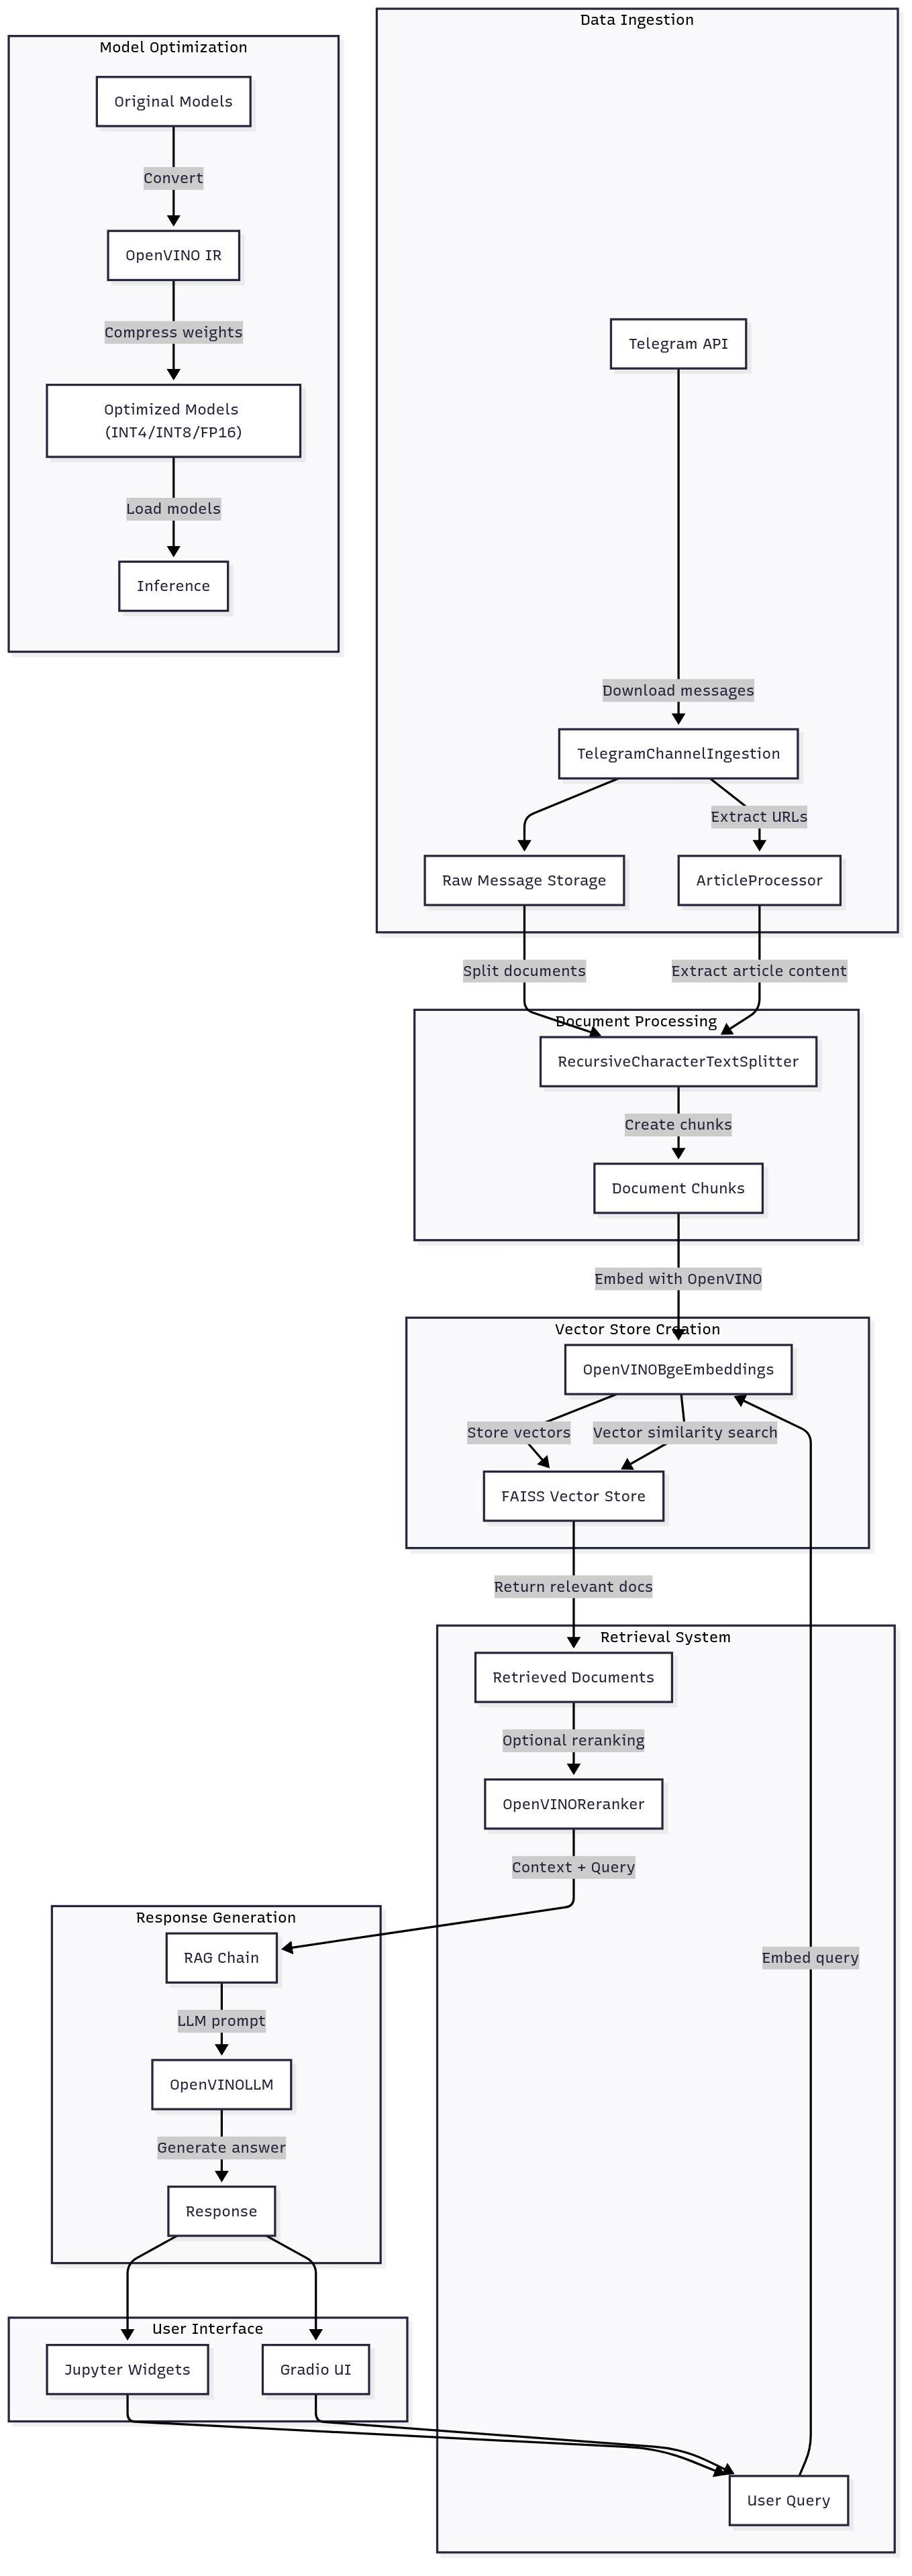 Model Optimization
Original Models
Convert
OpenVINO IR
Compress weights
Optimized Models
(INT4/INT8/FP16)
Load models
Inference
Data Ingestion
Telegram API
Download messages
TelegramChannelIngestion
Extract URLs
Raw Message Storage
ArticleProcessor
Split documents
Extract article content
Document Processing
RecursiveCharacterTextSplitter
Create chunks
Document Chunks
Embed with OpenVINO
Vector Store Creation
OpenVINOBgeEmbeddings
Store vectors
Vector similarity search
FAISS Vector Store
Return relevant docs
Retrieval System
Retrieved Documents
Optional reranking
OpenVINOReranker
Context + Query
Embed query
Response Generation
RAG Chain
LLM prompt
OpenVINOLLM
Generate answer
Response
User Interface
Jupyter Widgets
Gradio UI
User Query